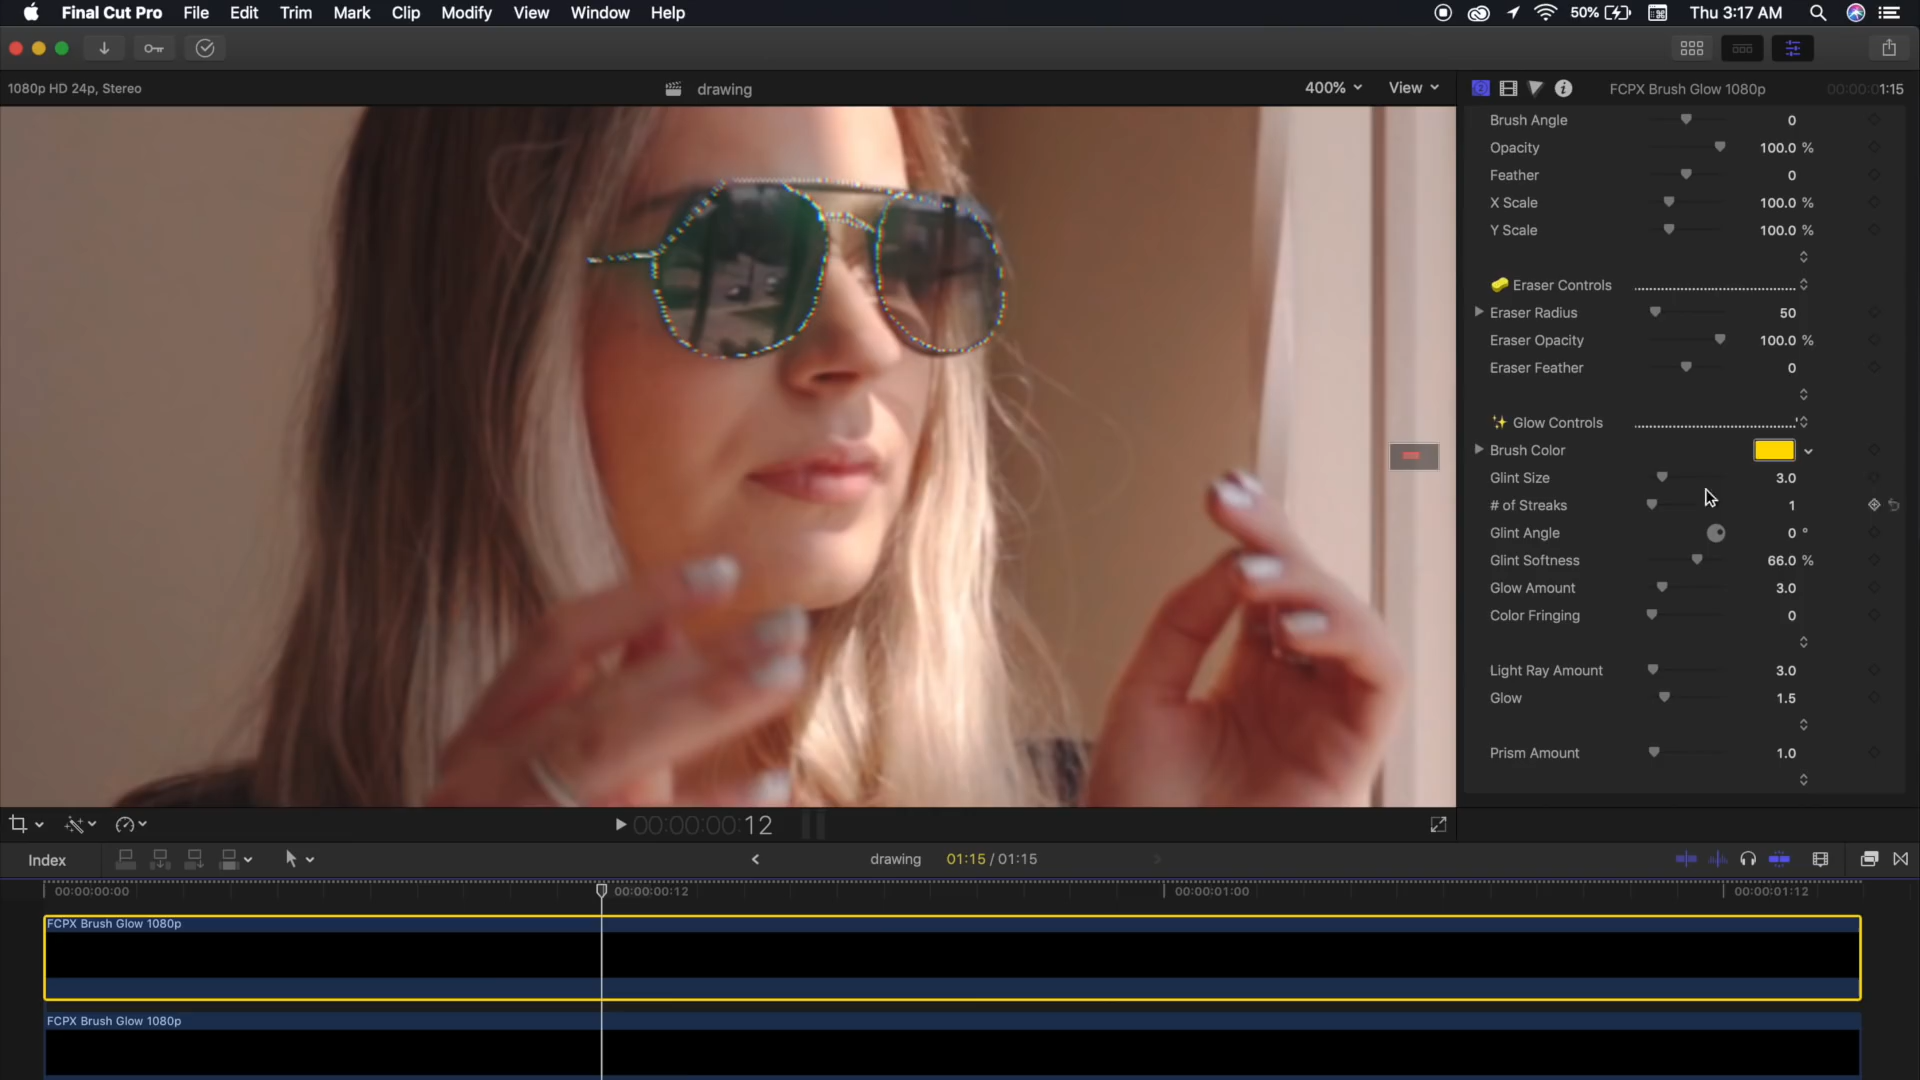 Final Cut Pro File Edit Trim Mark Clip Modify View Window Help 50% Thu 3:17 AM
1080p HD 24p, Stereo drawing 400% View FCPX Brush Glow 1080p 00:00:01:15
Brush Angle 0
Opacity 100.0 %
Feather 0
X Scale 100.0 %
Y Scale 100.0 %
Eraser Controls
Eraser Radius 50
Eraser Opacity 100.0 %
Eraser Feather 0
Glow Controls
Brush Color
Glint Size 3.0
# of Streaks 1
Glint Angle 0 °
Glint Softness 66.0 %
Glow Amount 3.0
Color Fringing 0
Light Ray Amount 3.0
Glow 1.5
Prism Amount 1.0
00:00:00:12
Index drawing 01:15 / 01:15
00:00:00:00 00:00:00:12 00:00:01:00 00:00:01:12
FCPX Brush Glow 1080p
FCPX Brush Glow 1080p